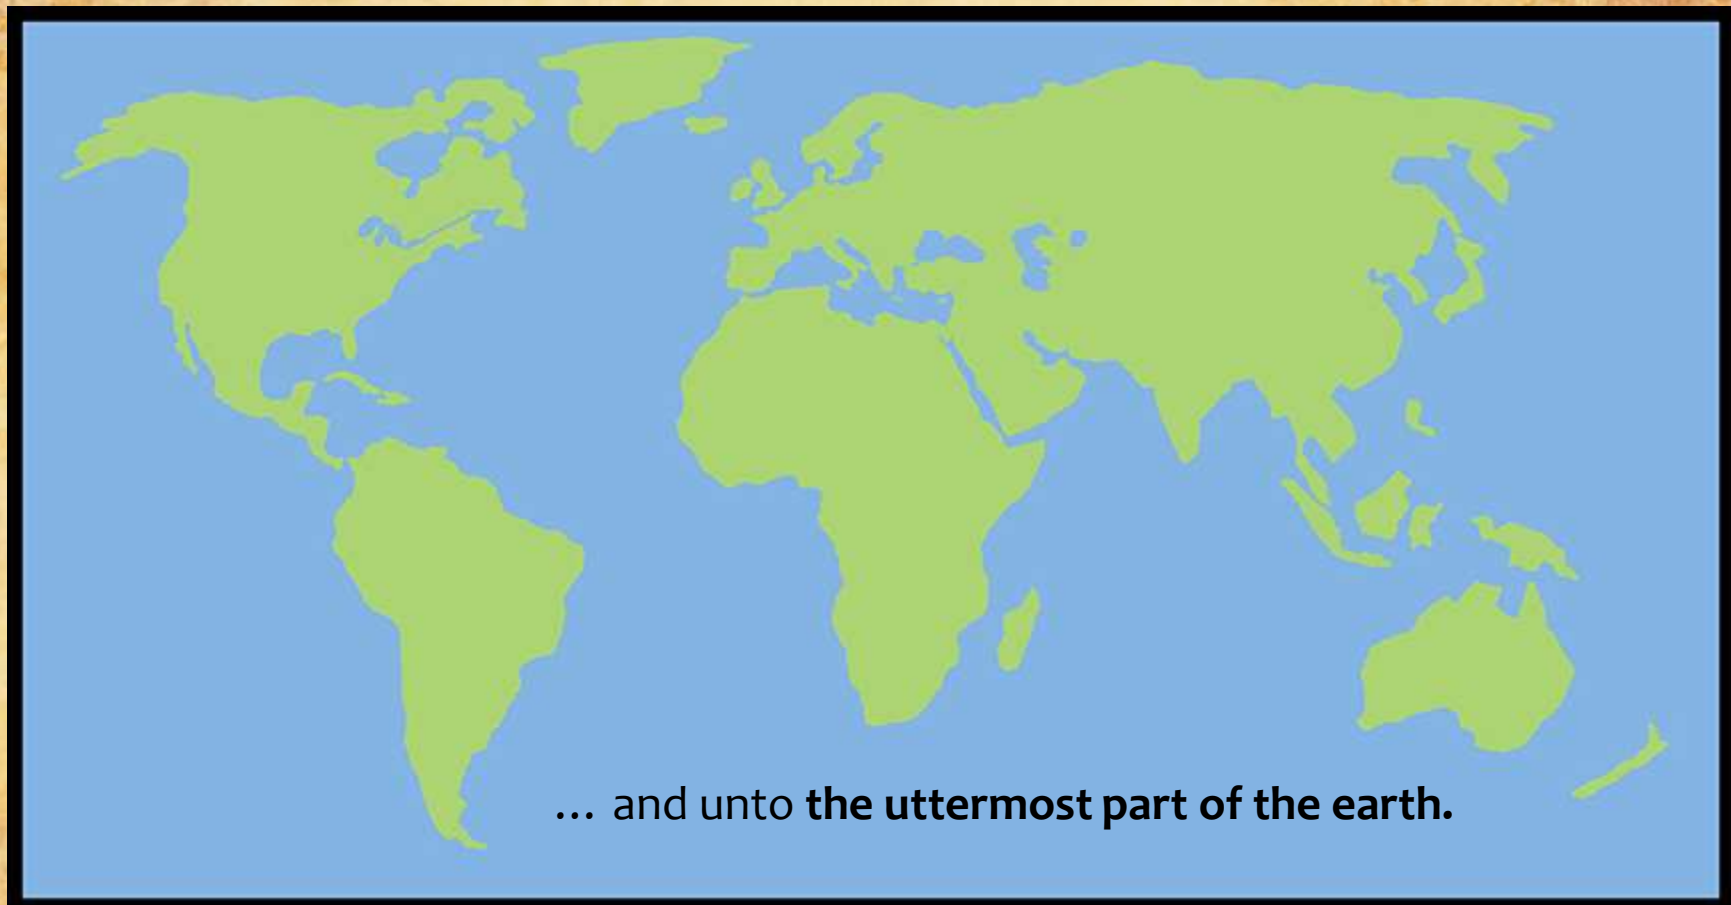 ... and unto the uttermost part of the earth.